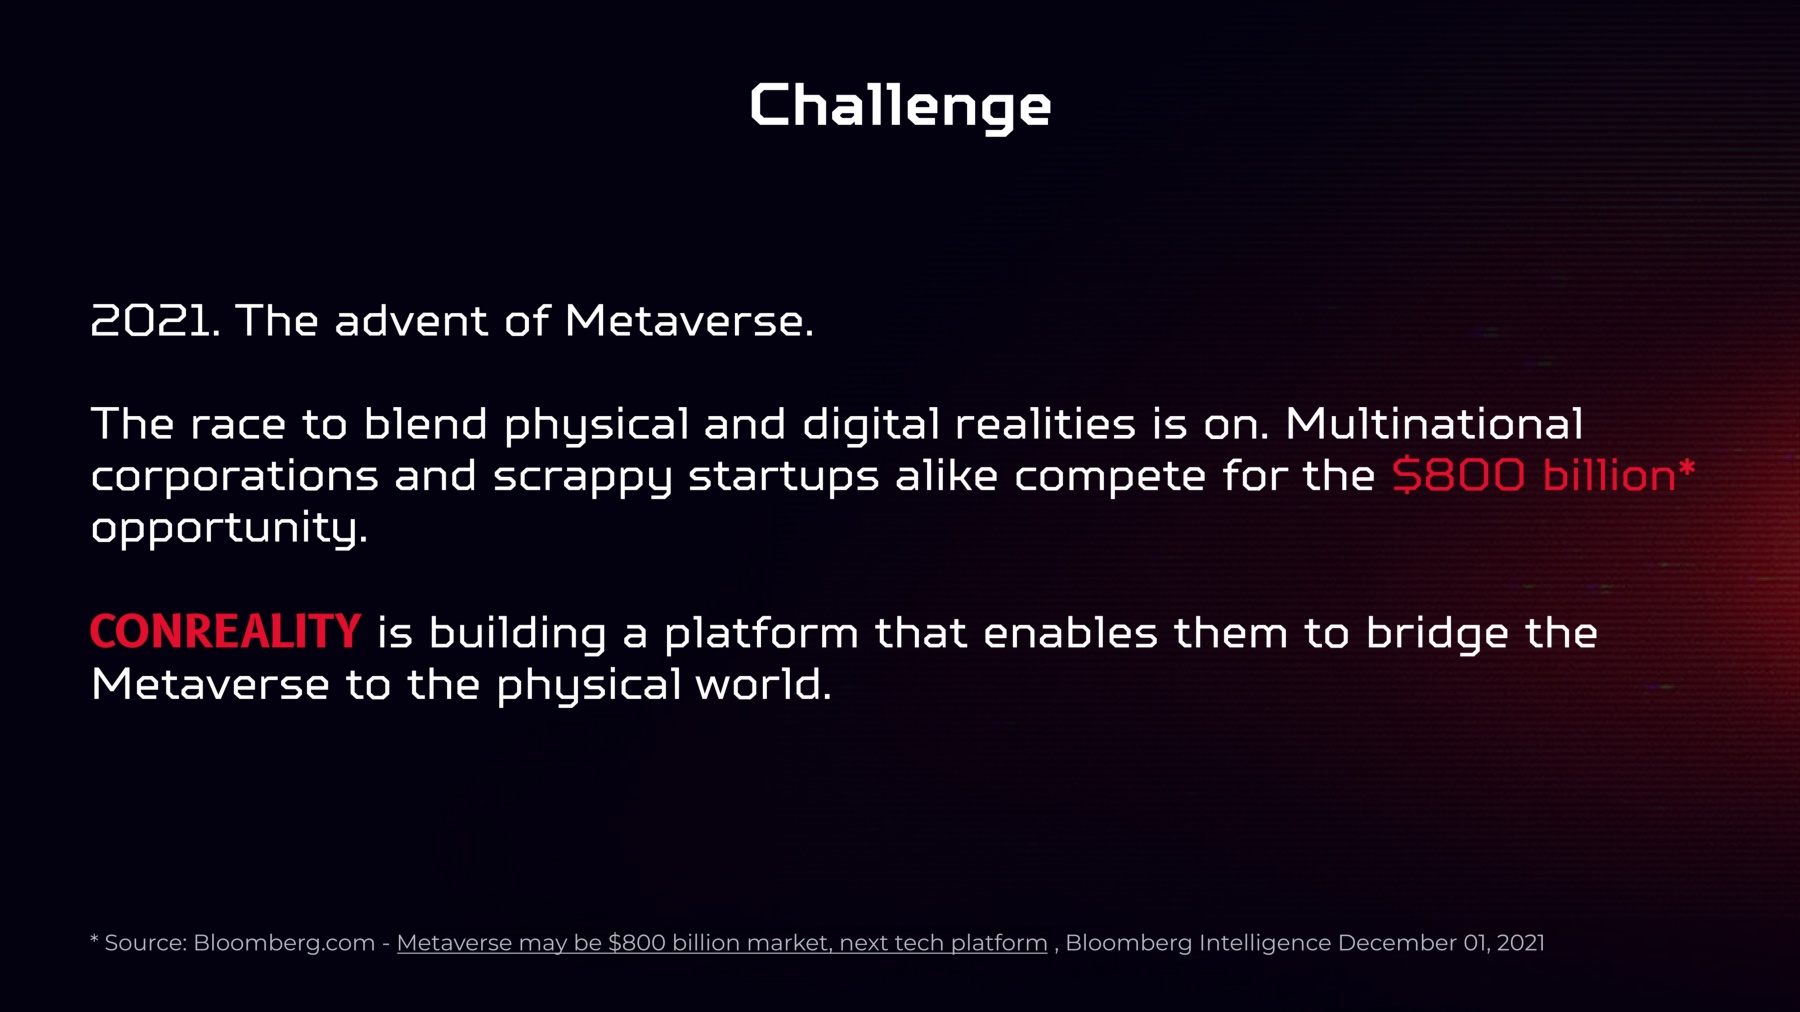 Challenge
2021. The advent of Metaverse.
The race to blend physical and digital realities is on. Multinational
corporations and scrappy startups alike compete for the $800 billion*
opportunity.
CONREALITY is building a platform that enables them to bridge the
Metaverse to the physical world.
* Source: Bloomberg.com - Metaverse may be $800 billion market, next tech platform , Bloomberg Intelligence December 01, 2021